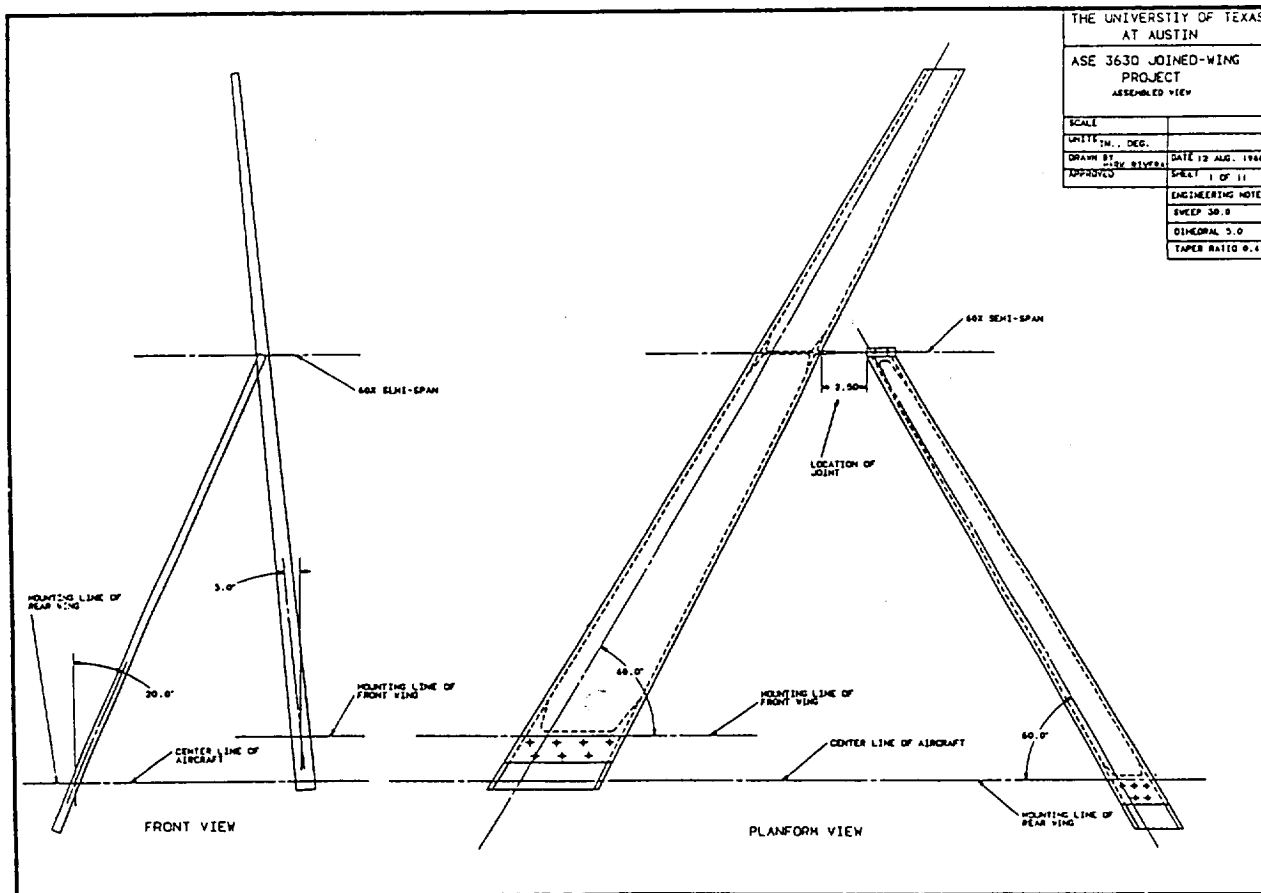 THE UNIVERSTIY OF TEXAS
AT AUSTIN
ASE 363Q JOINED-WING
PROJECT
ASSEMBLED VIEW
SCALE
UNITS IN., DEG.
DRAWN BY
DATE 12 AUG.
APPROVED
SHEET 1 OF 11
ENGINEERING NOTE
SWEEP 30.0
DIHEDRAL 5.0
TAPER RATIO
60% SEMI-SPAN
60% SEMI-SPAN
2.50
LOCATION OF
JOINT
5.0°
MOUNTING LINE OF
REAR WING
20.0°
MOUNTING LINE OF
FRONT WING
CENTER LINE OF
AIRCRAFT
FRONT VIEW
60.0°
MOUNTING LINE OF
FRONT WING
CENTER LINE OF AIRCRAFT
60.0°
MOUNTING LINE OF
REAR WING
PLANFORM VIEW